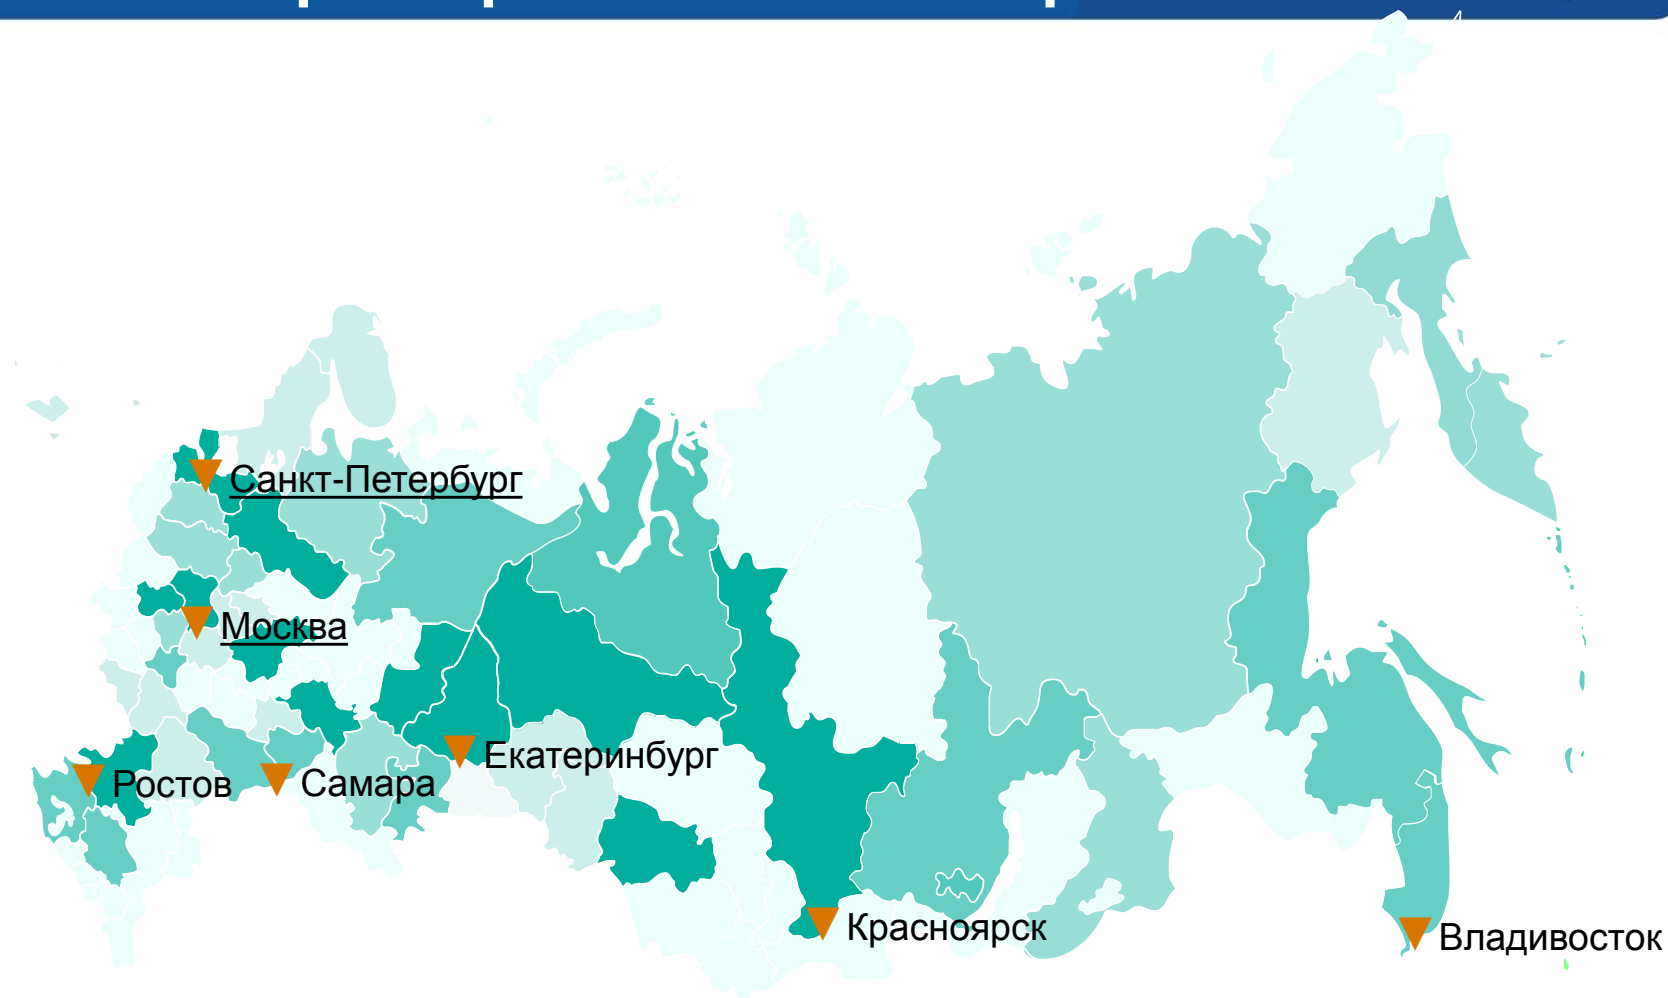 Санкт-Петербург
Москва
Екатеринбург
Ростов
Самара
Красноярск
Владивосток